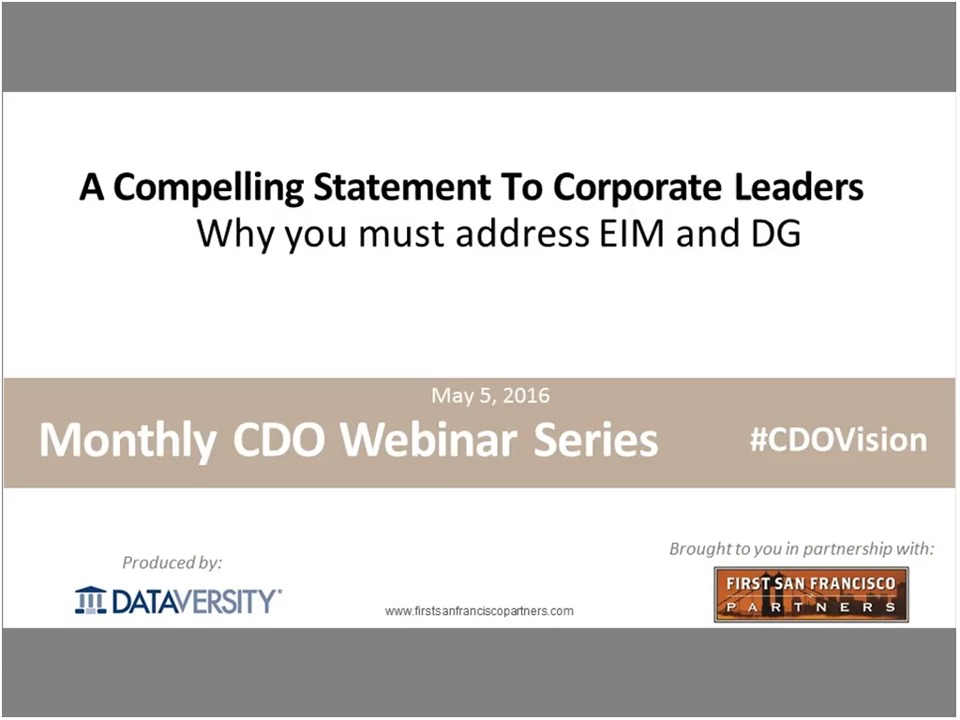 A Compelling Statement To Corporate Leaders
Why you must address EIM and DG
May 5, 2016
Monthly CDO Webinar Series
#CDOVision
Produced by:
DATAVERSITY®
www.firstsanfranciscopartners.com
Brought to you in partnership with:
FIRST SAN FRANCISCO
PARTNERS